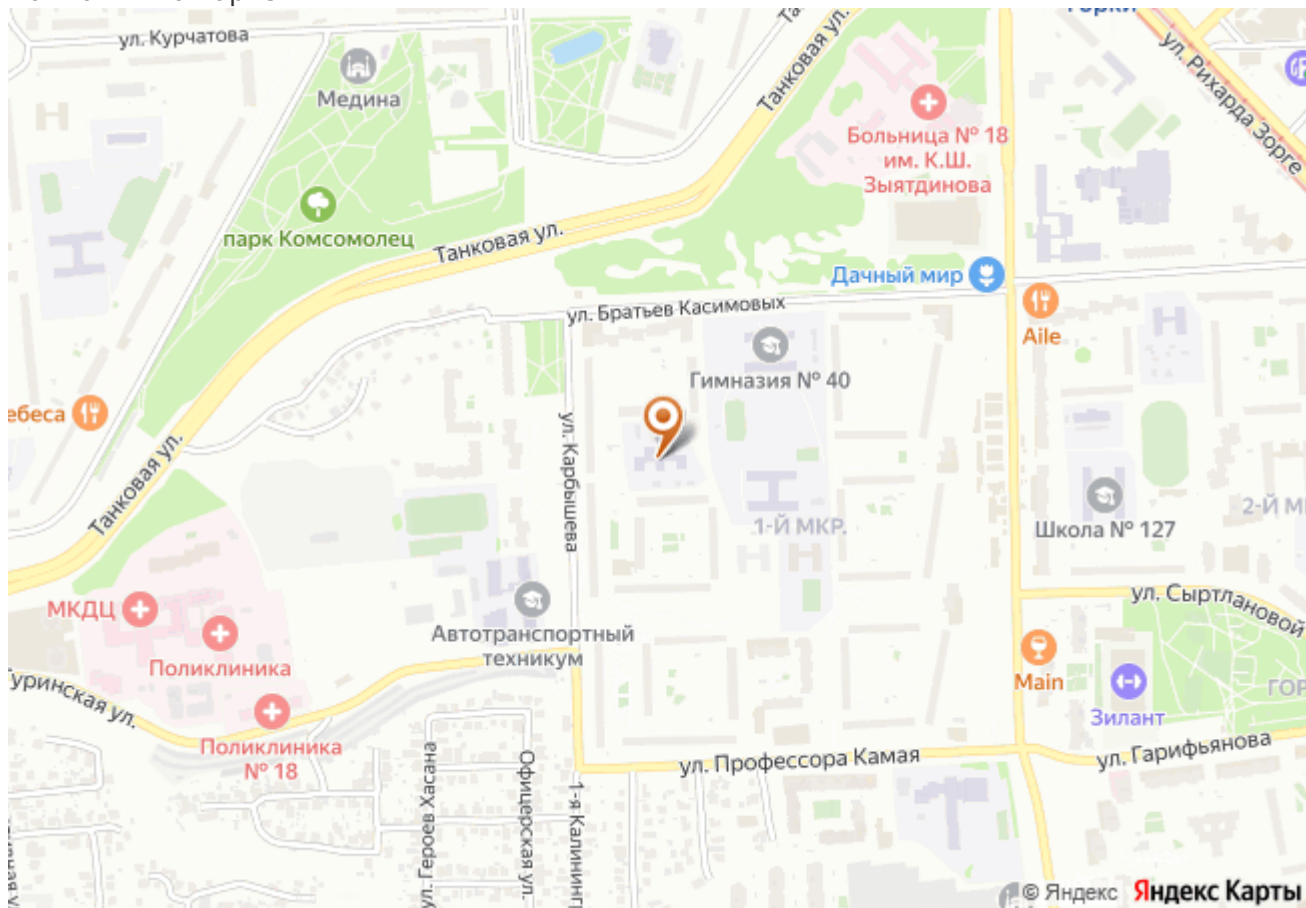 ул. Курчатова
Медина
Танковая ул.
Горки
ул. Рихарда Зорге
Больница № 18
им. К.Ш.
Зыятдинова
парк Комсомолец
Танковая ул.
Дачный мир
ул. Братьев Касимовых
Aile
Гимназия № 40
ебеса
Танковая ул.
ул. Карбышева
1-Й МКР.
Школа № 127
2-Й М
МКДЦ
Поликлиника
Автотранспортный
техникум
ул. Сыртлановой
Main
Зилант
ГОР
Туринская ул.
Поликлиника
№ 18
ул. Героев Хасана
Офицерская ул.
1-я Калининг
ул. Профессора Камая
ул. Гарифьянова
© Яндекс Яндекс Карты